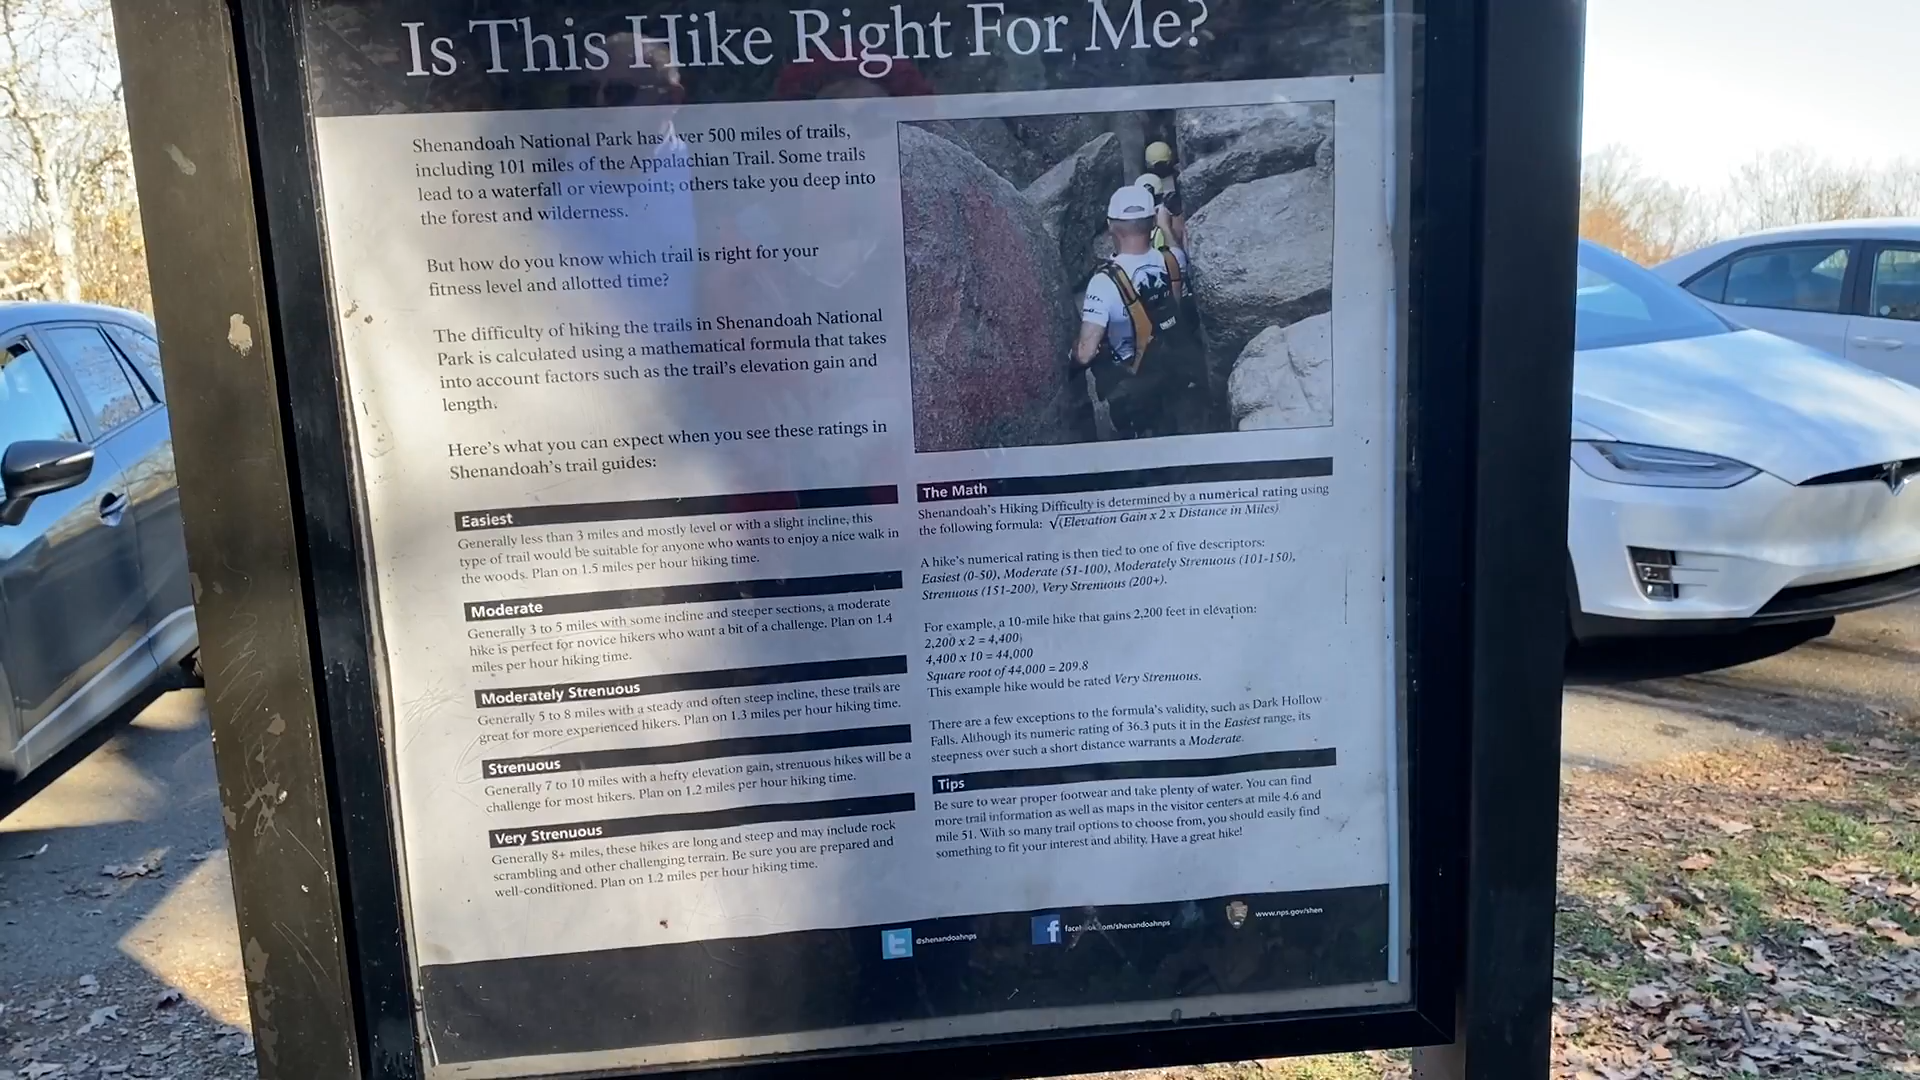 Is This Hike Right For Me?
Shenandoah National Park has over 500 miles of trails,
including 101 miles of the Appalachian Trail. Some trails
lead to a waterfall or viewpoint; others take you deep into
the forest and wilderness.
But how do you know which trail is right for your
fitness level and allotted time?
The difficulty of hiking the trails in Shenandoah National
Park is calculated using a mathematical formula that takes
into account factors such as the trail's elevation gain and
length.
Here's what you can expect when you see these ratings in
Shenandoah's trail guides:
Easiest
Generally less than 3 miles and mostly level or with a slight incline, this
type of trail would be suitable for anyone who wants to enjoy a nice walk in
the woods. Plan on 1.5 miles per hour hiking time.
Moderate
Generally 3 to 5 miles with some incline and steeper sections, a moderate
hike is perfect for novice hikers who want a bit of a challenge. Plan on 1.4
miles per hour hiking time.
Moderately Strenuous
Generally 5 to 8 miles with a steady and often steep incline, these trails are
great for more experienced hikers. Plan on 1.3 miles per hour hiking time.
Strenuous
Generally 7 to 10 miles with a hefty elevation gain, strenuous hikes will be a
challenge for most hikers. Plan on 1.2 miles per hour hiking time.
Very Strenuous
Generally 8+ miles, these hikes are long and steep and may include rock
scrambling and other challenging terrain. Be sure you are prepared and
well-conditioned. Plan on 1.2 miles per hour hiking time.
The Math
Shenandoah's Hiking Difficulty is determined by a numerical rating using
the following formula: √(Elevation Gain x 2 x Distance in Miles)
A hike's numerical rating is then tied to one of five descriptors:
Easiest (0-50), Moderate (51-100), Moderately Strenuous (101-150),
Strenuous (151-200), Very Strenuous (200+).
For example, a 10-mile hike that gains 2,200 feet in elevation:
2,200 x 2 = 4,400
4,400 x 10 = 44,000
Square root of 44,000 = 209.8
This example hike would be rated Very Strenuous.
There are a few exceptions to the formula's validity, such as Dark Hollow
Falls. Although its numeric rating of 36.3 puts it in the Easiest range, its
steepness over such a short distance warrants a Moderate.
Tips
Be sure to wear proper footwear and take plenty of water. You can find
more trail information as well as maps in the visitor centers at mile 4.6 and
mile 51. With so many trail options to choose from, you should easily find
something to fit your interest and ability. Have a great hike!
@shenandoahnps
facebook.com/shenandoahnps
www.nps.gov/shen